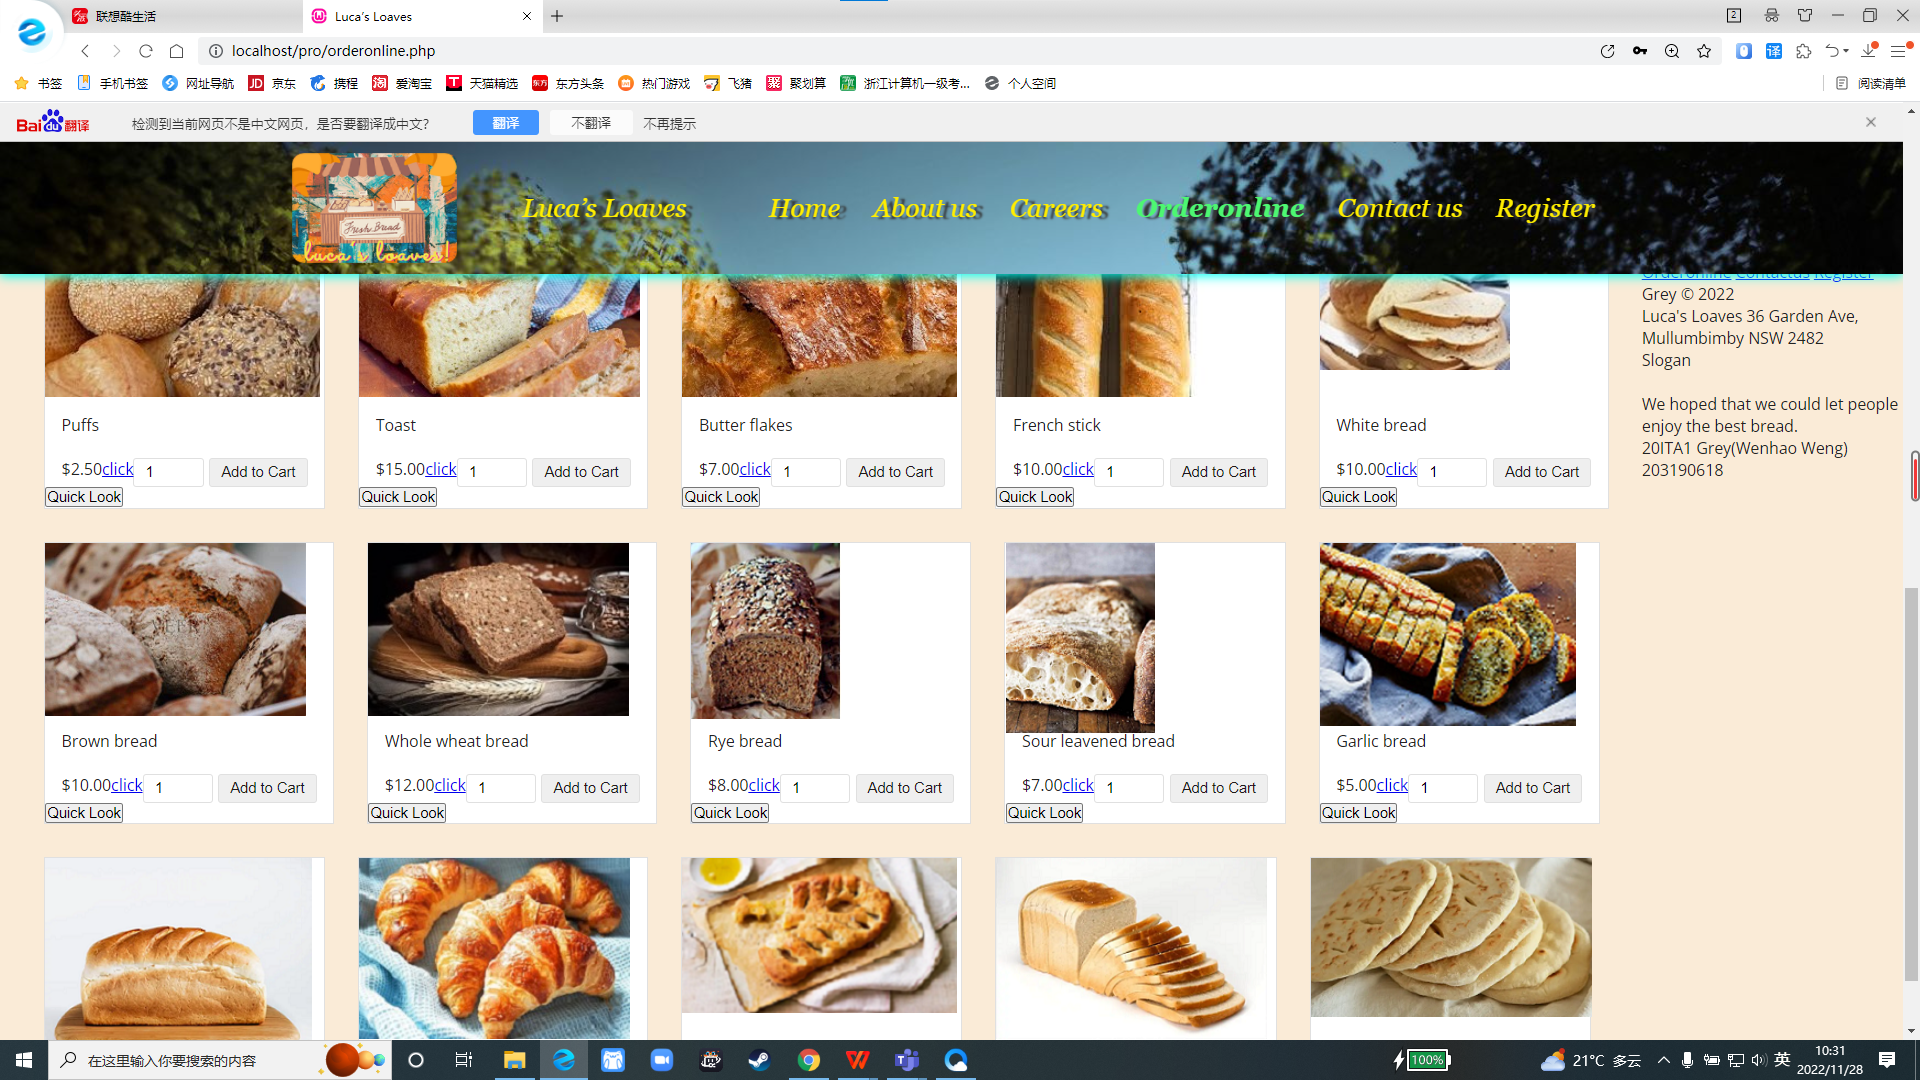 联想酷生活
Luca's Loaves
2
localhost/pro/orderonline.php
书签 手机书签 网址导航 JD 京东 携程 淘 爱淘宝 T 天猫精选 东方 东方头条 热门游戏 飞猪 聚 聚划算 浙江计算机一级考... 个人空间 阅读清单
译
Bai du 翻译 检测到当前网页不是中文网页，是否要翻译成中文? 翻译 不翻译 不再提示
Fresh Bread
luca's loaves!
Luca's Loaves Home About us Careers Orderonline Contact us Register
Orderonline Contactus Register
Grey © 2022
Luca's Loaves 36 Garden Ave,
Mullumbimby NSW 2482
Slogan
We hoped that we could let people
enjoy the best bread.
20ITA1 Grey(Wenhao Weng)
203190618
Puffs
$2.50click 1 Add to Cart
Quick Look
Toast
$15.00click 1 Add to Cart
Quick Look
Butter flakes
$7.00click 1 Add to Cart
Quick Look
French stick
$10.00click 1 Add to Cart
Quick Look
White bread
$10.00click 1 Add to Cart
Quick Look
Brown bread
$10.00click 1 Add to Cart
Quick Look
Whole wheat bread
$12.00click 1 Add to Cart
Quick Look
Rye bread
$8.00click 1 Add to Cart
Quick Look
Sour leavened bread
$7.00click 1 Add to Cart
Quick Look
Garlic bread
$5.00click 1 Add to Cart
Quick Look
在这里输入你要搜索的内容
100%
21°C 多云
英
10:31
2022/11/28